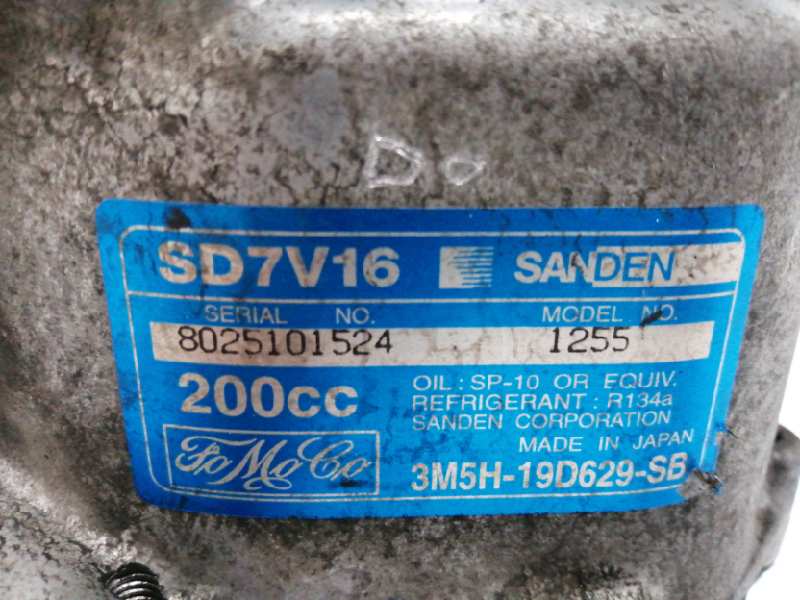 Do
SD7V16 SANDEN
SERIAL NO. MODEL NO.
8025101524 1255
200cc OIL : SP-10 OR EQUIV.
REFRIGERANT : R134a
SANDEN CORPORATION
MADE IN JAPAN
FoMoCo 3M5H-19D629-SB